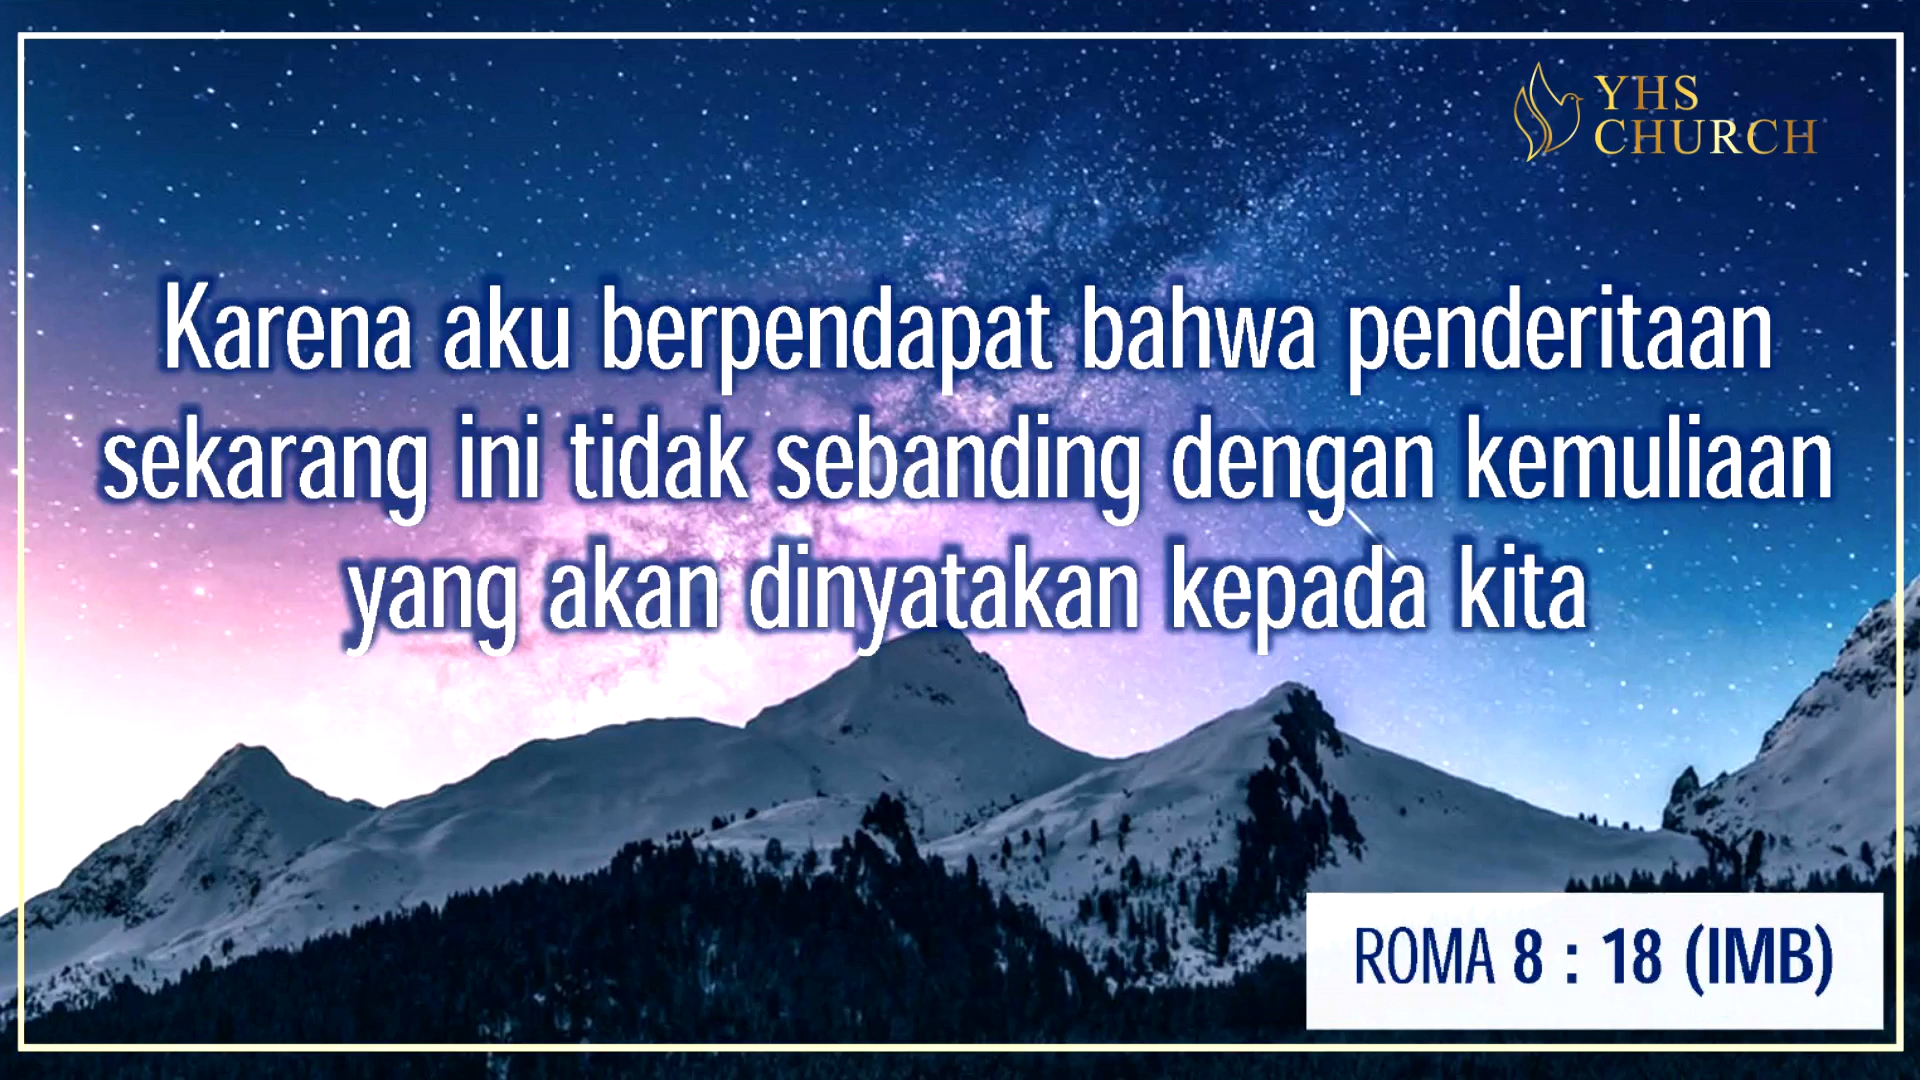 YHS
CHURCH
Karena aku berpendapat bahwa penderitaan
sekarang ini tidak sebanding dengan kemuliaan
yang akan dinyatakan kepada kita
ROMA 8 : 18 (IMB)